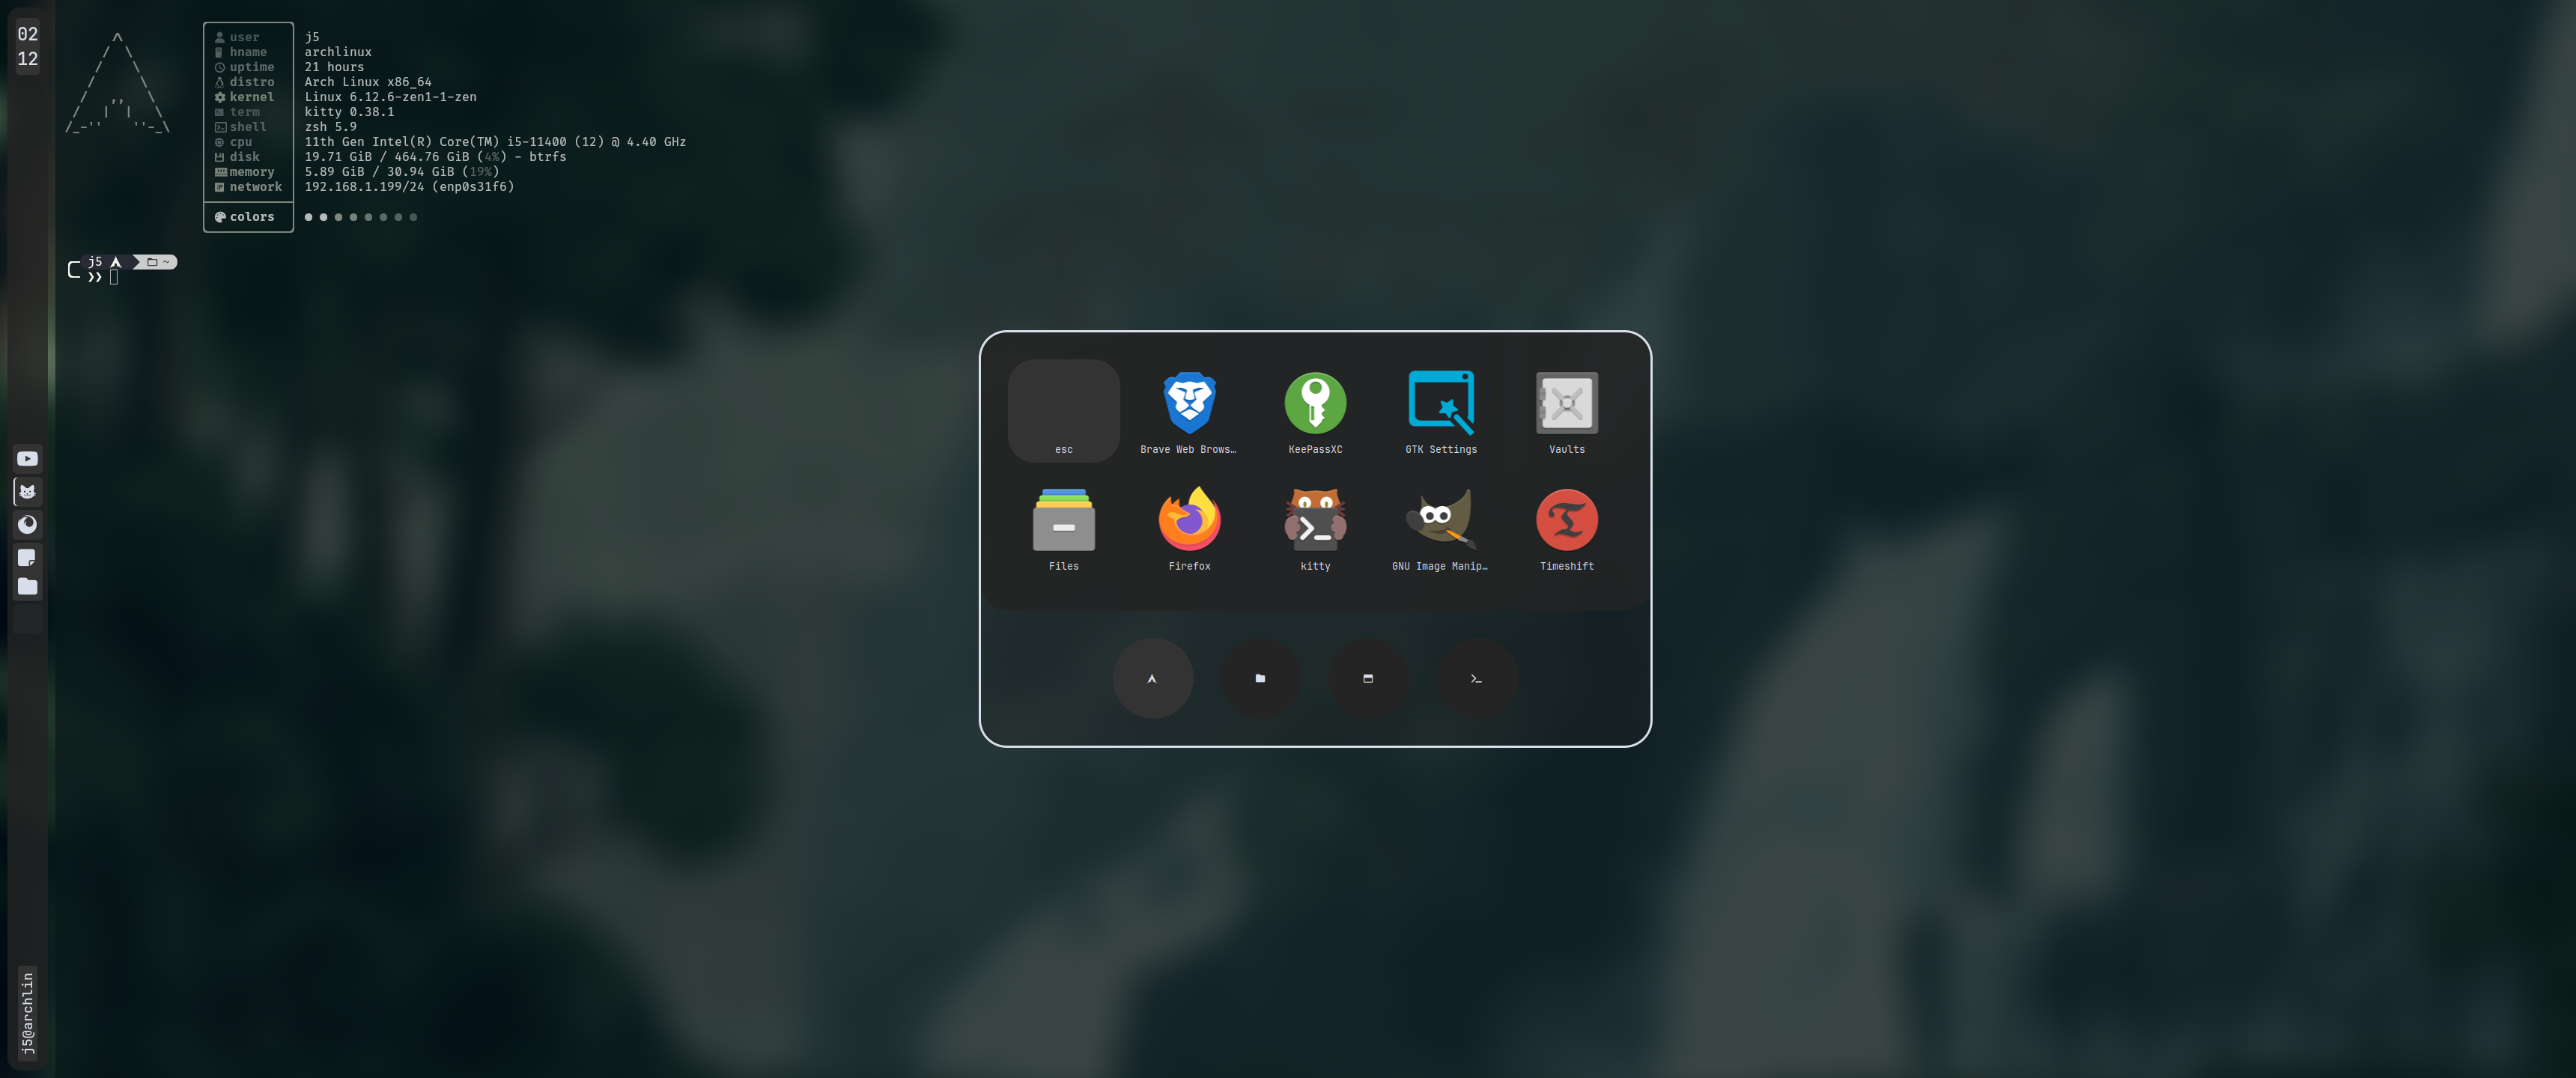 02
12
user j5
hname archlinux
uptime 21 hours
distro Arch Linux x86_64
kernel Linux 6.12.6-zen1-1-zen
term kitty 0.38.1
shell zsh 5.9
cpu 11th Gen Intel(R) Core(TM) i5-11400 (12) @ 4.40 GHz
disk 19.71 GiB / 464.76 GiB (4%) - btrfs
memory 5.89 GiB / 30.94 GiB (19%)
network 192.168.1.199/24 (enp0s31f6)
colors
j5 ~
❯❯
esc
Brave Web Brows…
KeePassXC
GTK Settings
Vaults
Files
Firefox
kitty
GNU Image Manip…
Timeshift
j5@archlin